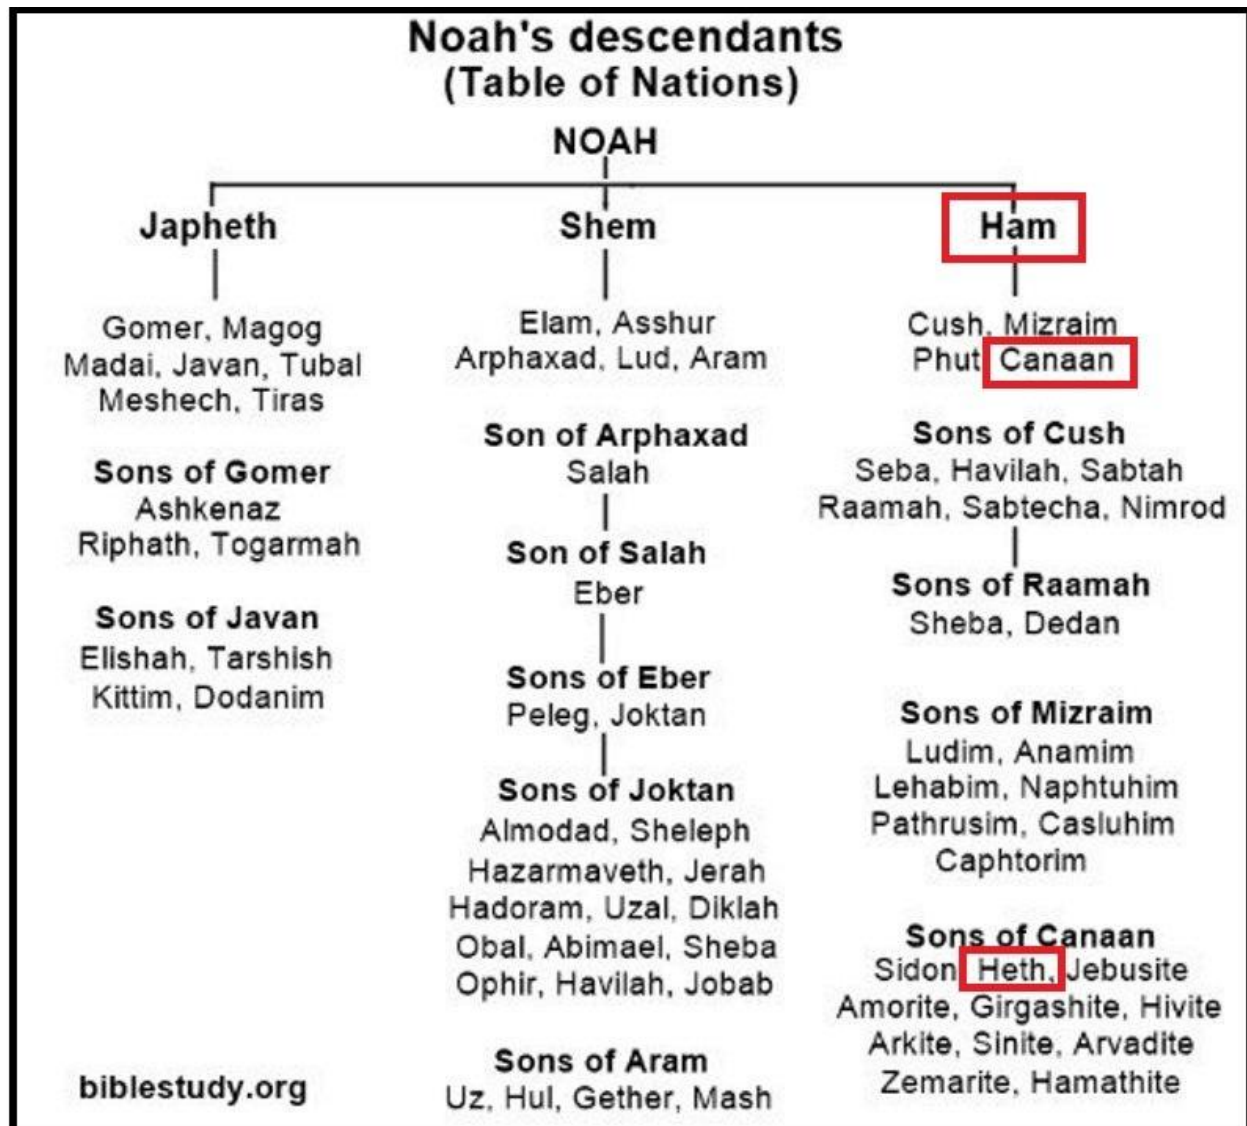 Noah's descendants
(Table of Nations)
NOAH
Japheth
Gomer, Magog
Madai, Javan, Tubal
Meshech, Tiras
Sons of Gomer
Ashkenaz
Riphath, Togarmah
Sons of Javan
Elishah, Tarshish
Kittim, Dodanim
Shem
Elam, Asshur
Arphaxad, Lud, Aram
Son of Arphaxad
Salah
Son of Salah
Eber
Sons of Eber
Peleg, Joktan
Sons of Joktan
Almodad, Sheleph
Hazarmaveth, Jerah
Hadoram, Uzal, Diklah
Obal, Abimael, Sheba
Ophir, Havilah, Jobab
Sons of Aram
Uz, Hul, Gether, Mash
Ham
Cush, Mizraim
Phut Canaan
Sons of Cush
Seba, Havilah, Sabtah
Raamah, Sabtecha, Nimrod
Sons of Raamah
Sheba, Dedan
Sons of Mizraim
Ludim, Anamim
Lehabim, Naphtuhim
Pathrusim, Casluhim
Caphtorim
Sons of Canaan
Sidon Heth, Jebusite
Amorite, Girgashite, Hivite
Arkite, Sinite, Arvadite
Zemarite, Hamathite
biblestudy.org